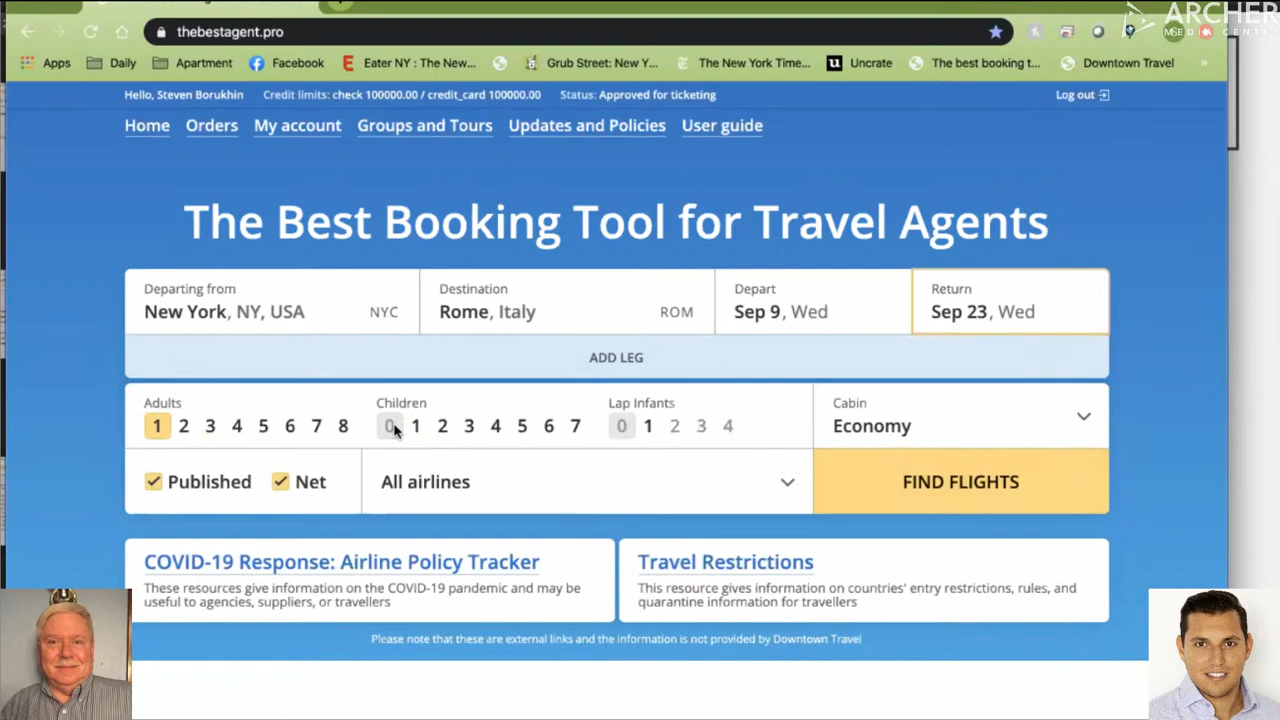 ARCHER
MEDIA CENTER
thebestagent.pro
Apps Daily Apartment Facebook Eater NY : The New... Grub Street: New Y... The New York Time... Uncrate The best booking t... Downtown Travel »
Hello, Steven Borukhin Credit limits: check 100000.00 / credit_card 100000.00 Status: Approved for ticketing Log out
Home Orders My account Groups and Tours Updates and Policies User guide
The Best Booking Tool for Travel Agents
Departing from Destination Depart Return
New York, NY, USA NYC Rome, Italy ROM Sep 9, Wed Sep 23, Wed
ADD LEG
Adults Children Lap Infants Cabin
1 2 3 4 5 6 7 8 0 1 2 3 4 5 6 7 0 1 2 3 4 Economy
Published Net All airlines FIND FLIGHTS
COVID-19 Response: Airline Policy Tracker Travel Restrictions
These resources give information on the COVID-19 pandemic and may be This resource gives information on countries' entry restrictions, rules, and
useful to agencies, suppliers, or travellers quarantine information for travellers
Please note that these are external links and the information is not provided by Downtown Travel